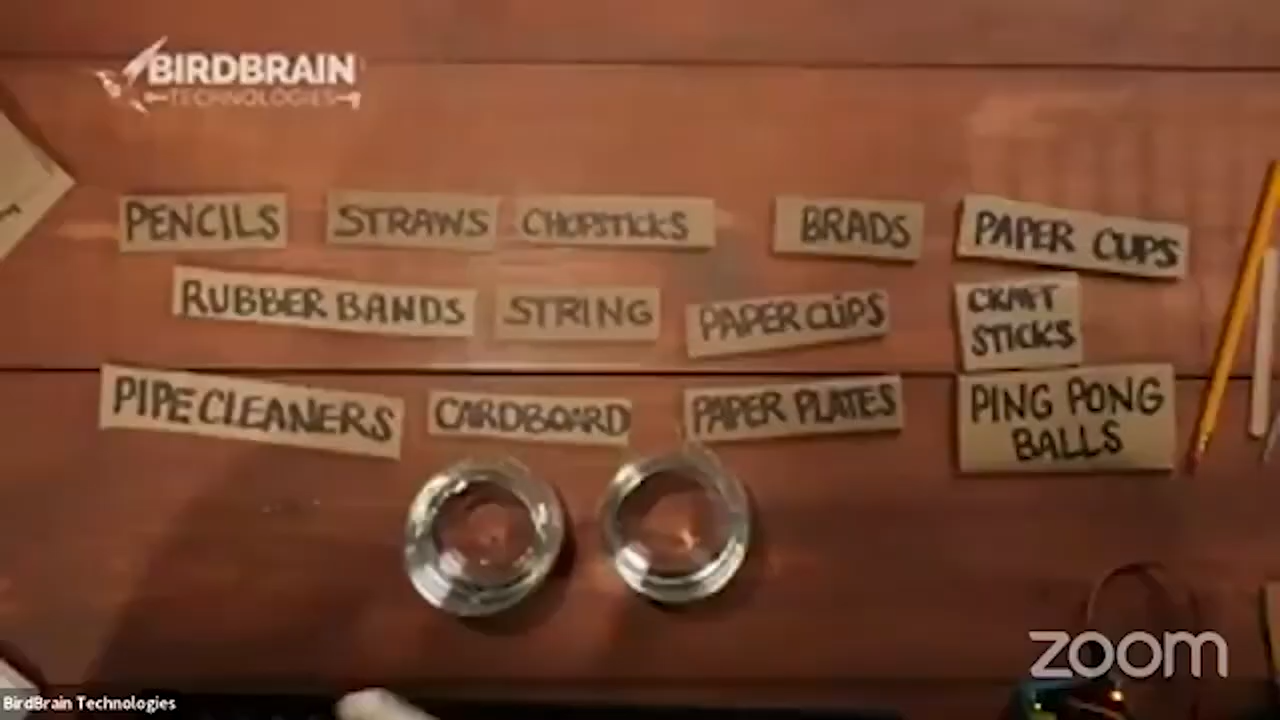 BIRDBRAIN
TECHNOLOGIES
PENCILS
STRAWS
CHOPSTICKS
BRADS
PAPER CUPS
RUBBER BANDS
STRING
PAPER CLIPS
CRAFT
STICKS
PIPE CLEANERS
CARDBOARD
PAPER PLATES
PING PONG
BALLS
zoom
BirdBrain Technologies